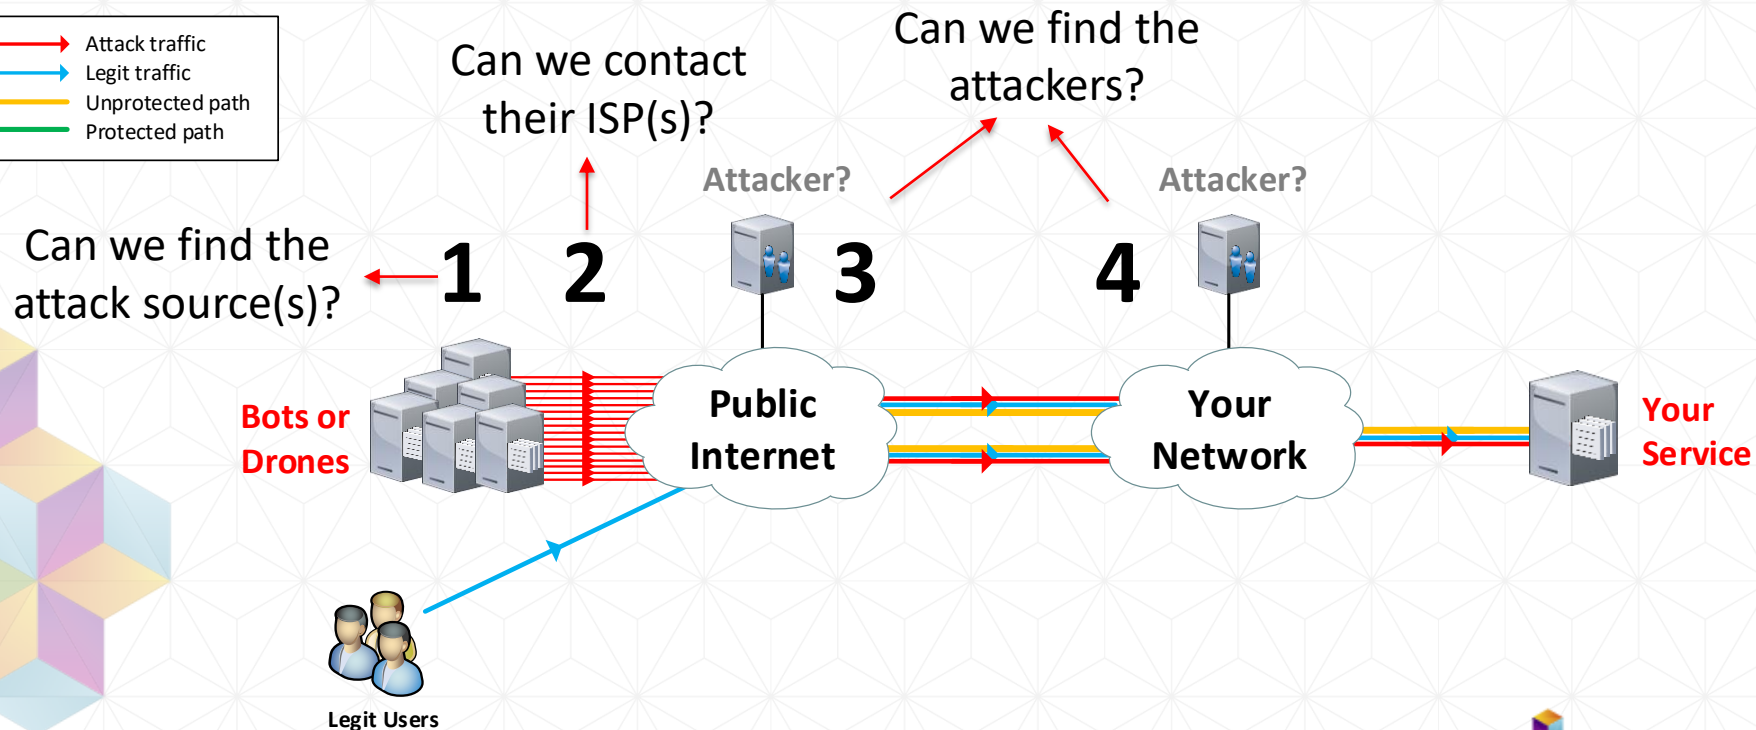 Attack traffic
Legit traffic
Unprotected path
Protected path
Can we contact
their ISP(s)?
Can we find the
attackers?
Attacker?
Attacker?
Can we find the
attack source(s)?
1
2
3
4
Bots or
Drones
Public
Internet
Your
Network
Your
Service
Legit Users